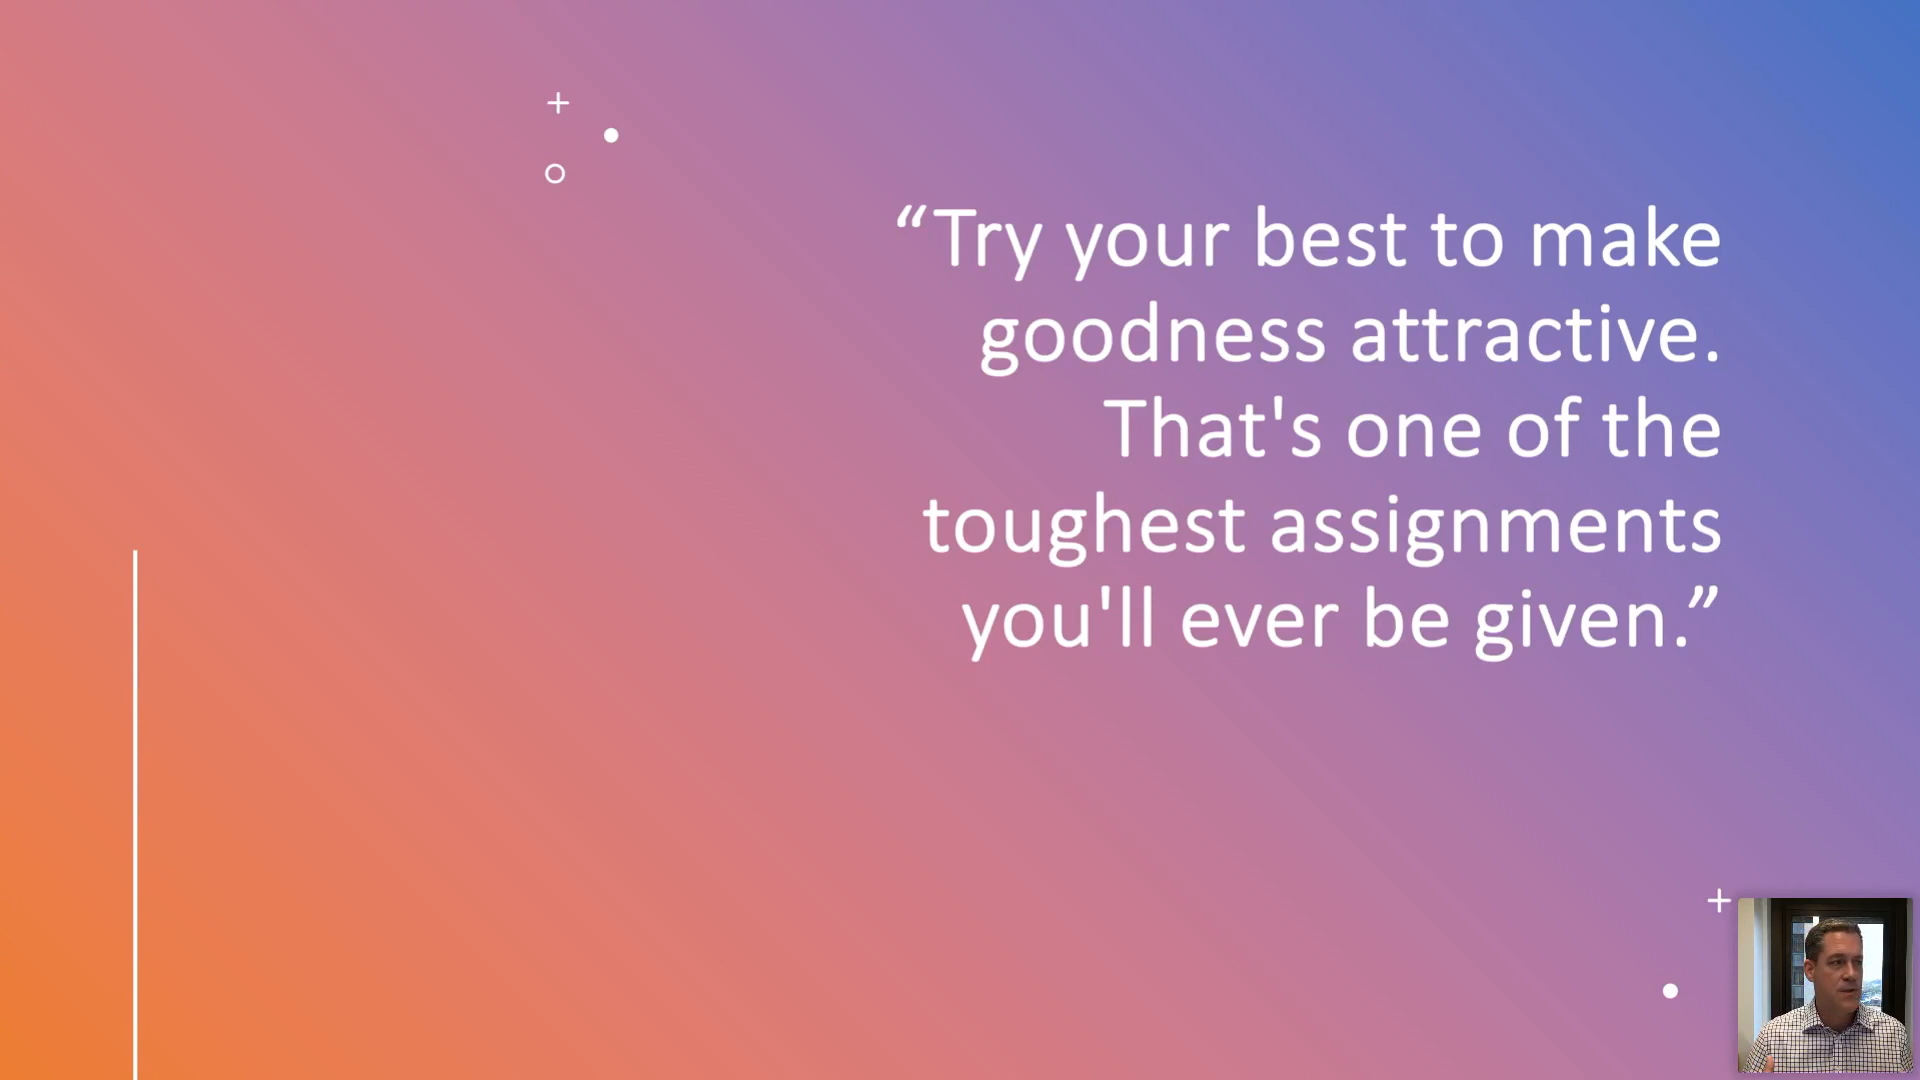 “Try your best to make
goodness attractive.
That's one of the
toughest assignments
you'll ever be given.”